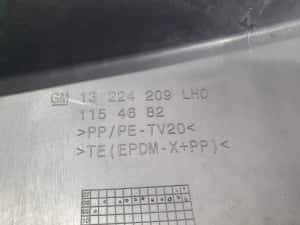 GM 13 224 209 LHD
115 46 82
>PP/PE-TV20<
>TE(EPDM-X+PP)<